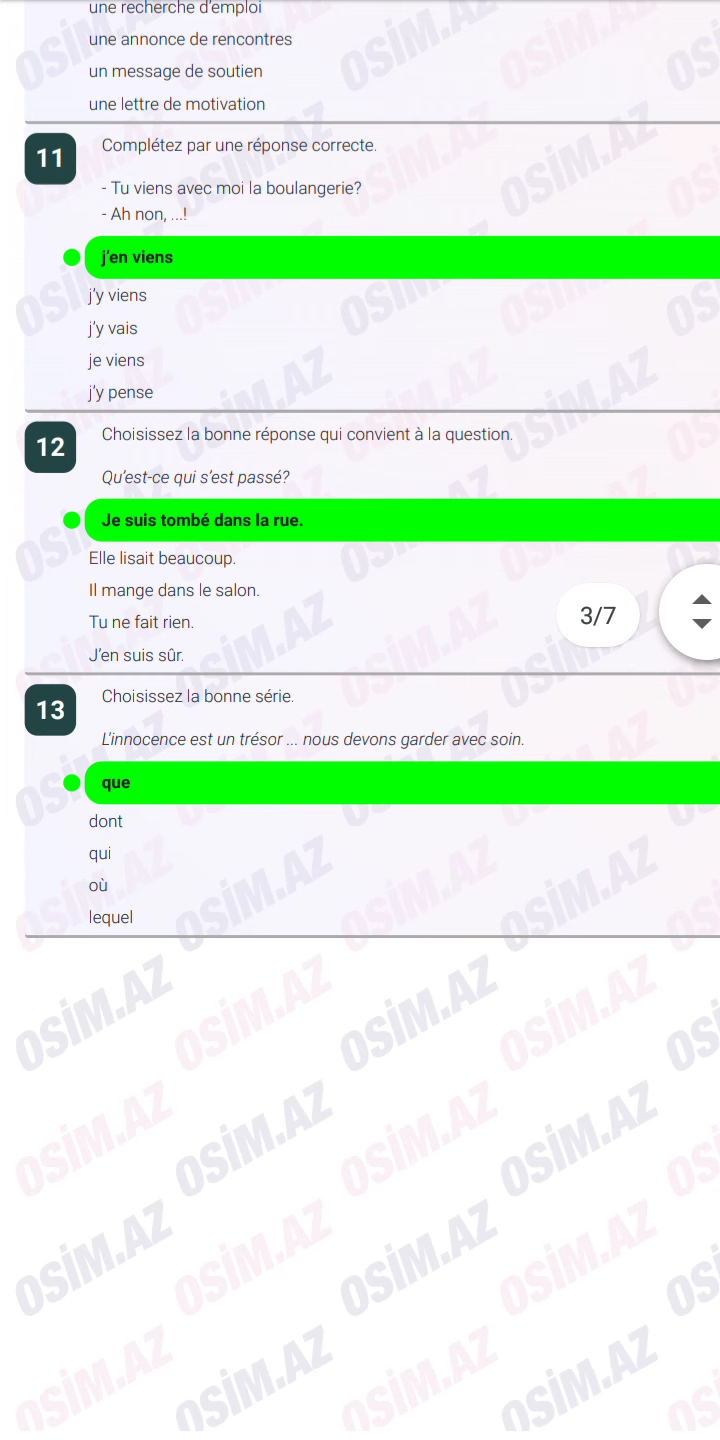 une recherche d'emploi
une annonce de rencontres
un message de soutien
une lettre de motivation
11
Complétez par une réponse correcte.
- Tu viens avec moi la boulangerie?
- Ah non, ...!
j'en viens
j'y viens
j'y vais
je viens
j'y pense
12
Choisissez la bonne réponse qui convient à la question.
Qu'est-ce qui s'est passé?
Je suis tombé dans la rue.
Elle lisait beaucoup.
Il mange dans le salon.
Tu ne fait rien.
J'en suis sûr.
3/7
13
Choisissez la bonne série.
L'innocence est un trésor ... nous devons garder avec soin.
que
dont
qui
où
lequel
OSİM.AZ